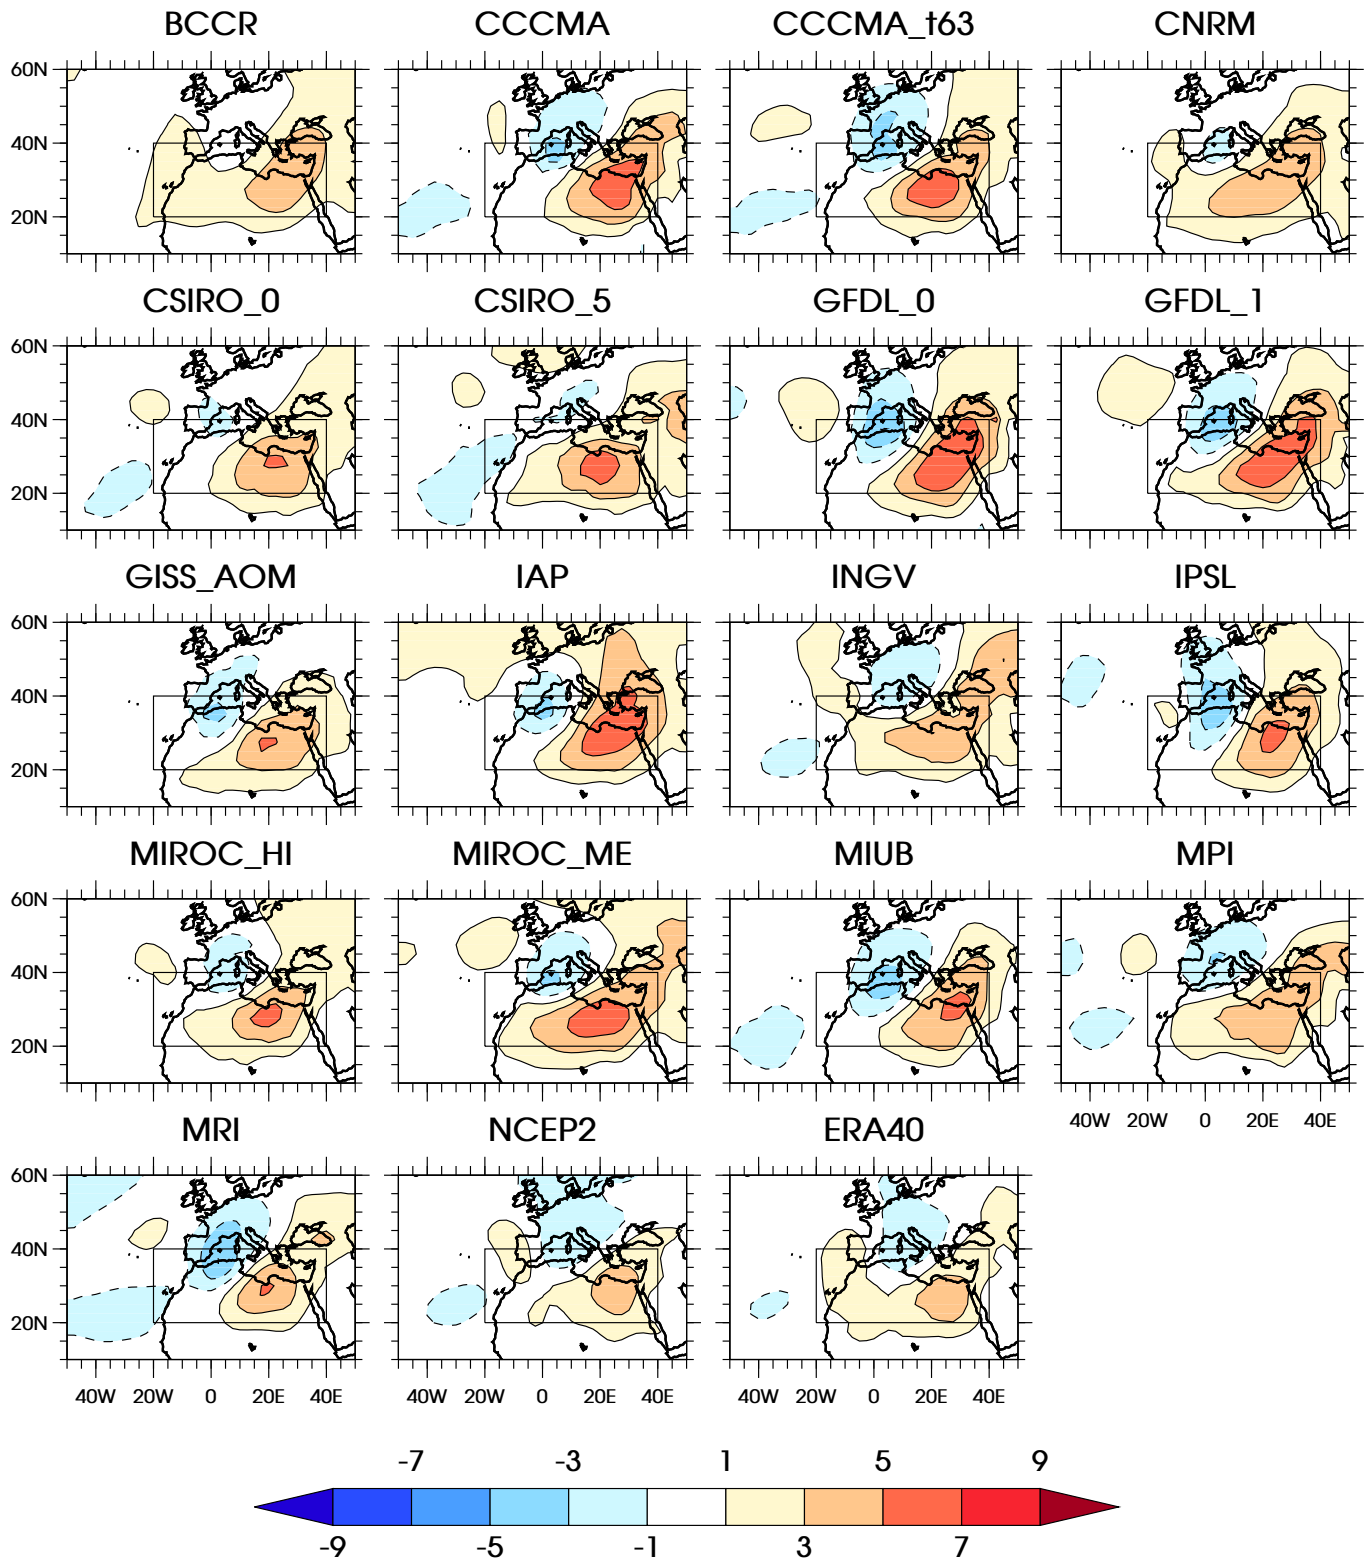 BCCR CCCMA CCCMA_t63 CNRM
60N
40N
20N
CSIRO_0 CSIRO_5 GFDL_0 GFDL_1
60N
40N
20N
GISS_AOM IAP INGV IPSL
60N
40N
20N
MIROC_HI MIROC_ME MIUB MPI
60N
40N
20N
40W 20W 0 20E 40E
MRI NCEP2 ERA40
60N
40N
20N
40W 20W 0 20E 40E 40W 20W 0 20E 40E 40W 20W 0 20E 40E
-7 -3 1 5 9
-9 -5 -1 3 7